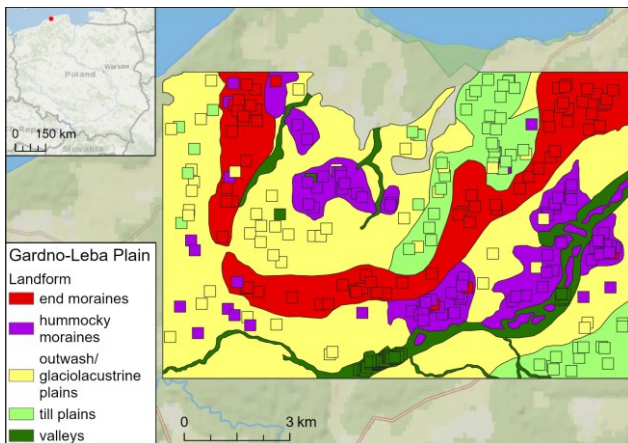 Poland
Warsaw
Slovakia
0 150 km
Gardno-Leba Plain
Landform
end moraines
hummocky
moraines
outwash/
glaciolacustrine
plains
till plains
valleys
0 3 km